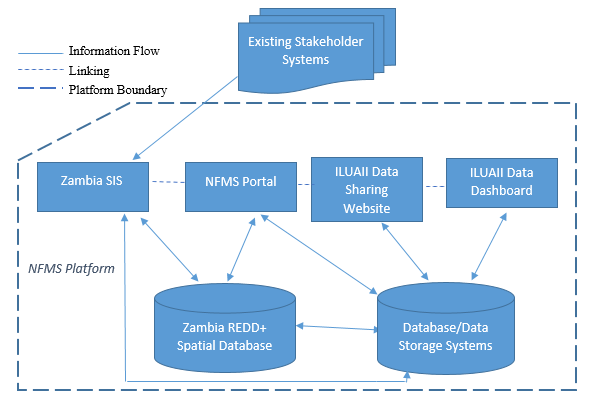 Existing Stakeholder
Systems
Information Flow
Linking
Platform Boundary
Zambia SIS
NFMS Portal
ILUAII Data
Sharing
Website
ILUAII Data
Dashboard
NFMS Platform
Zambia REDD+
Spatial Database
Database/Data
Storage Systems